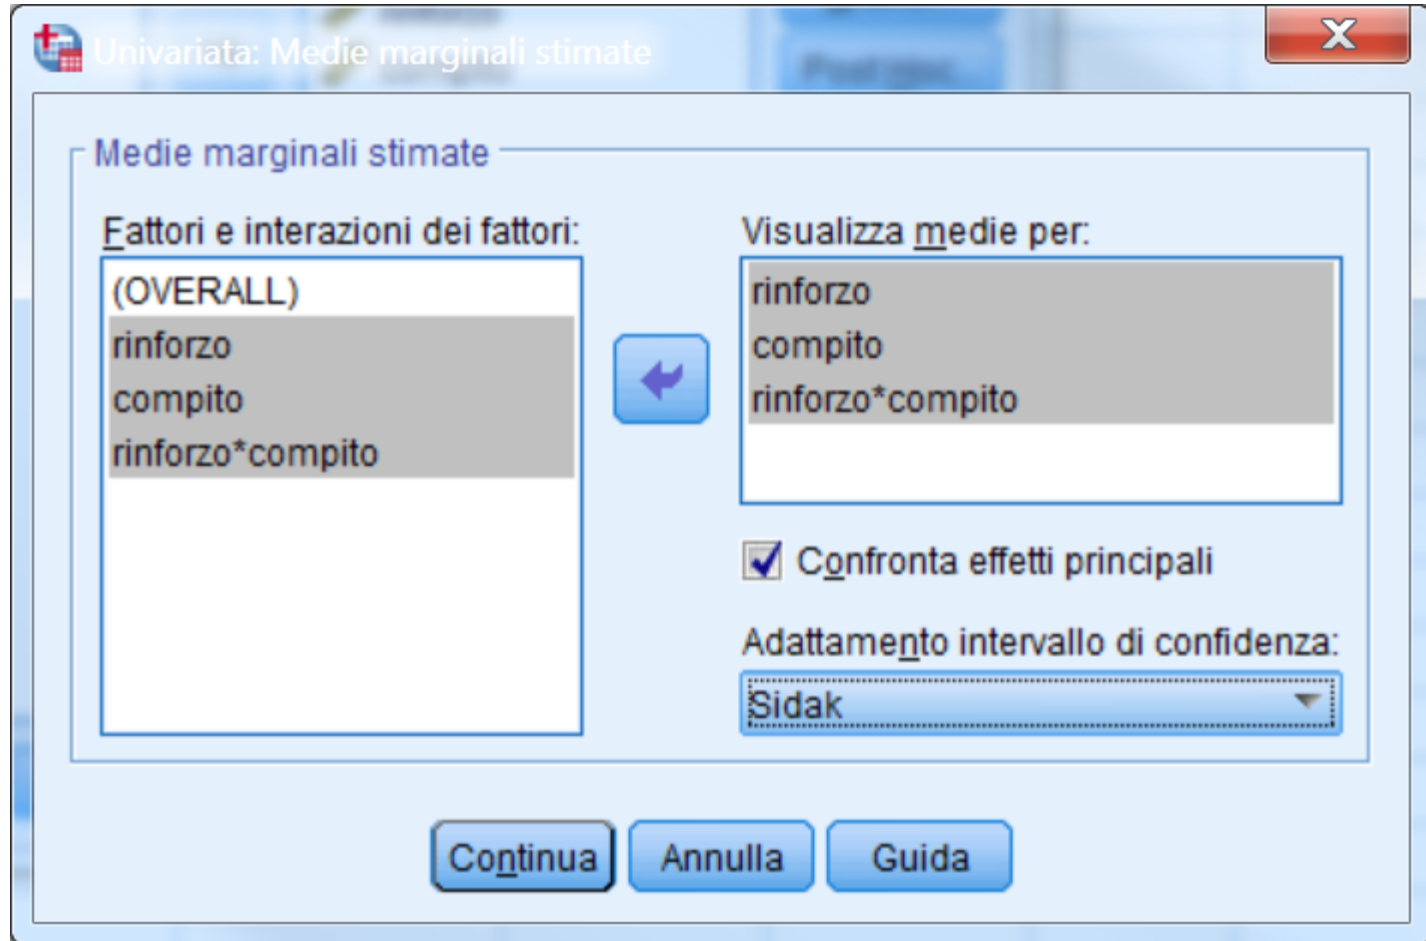 Univariata: Medie marginali stimate
Medie marginali stimate
Fattori e interazioni dei fattori:
(OVERALL)
rinforzo
compito
rinforzo*compito
Visualizza medie per:
rinforzo
compito
rinforzo*compito
Confronta effetti principali
Adattamento intervallo di confidenza:
Sidak
Continua
Annulla
Guida